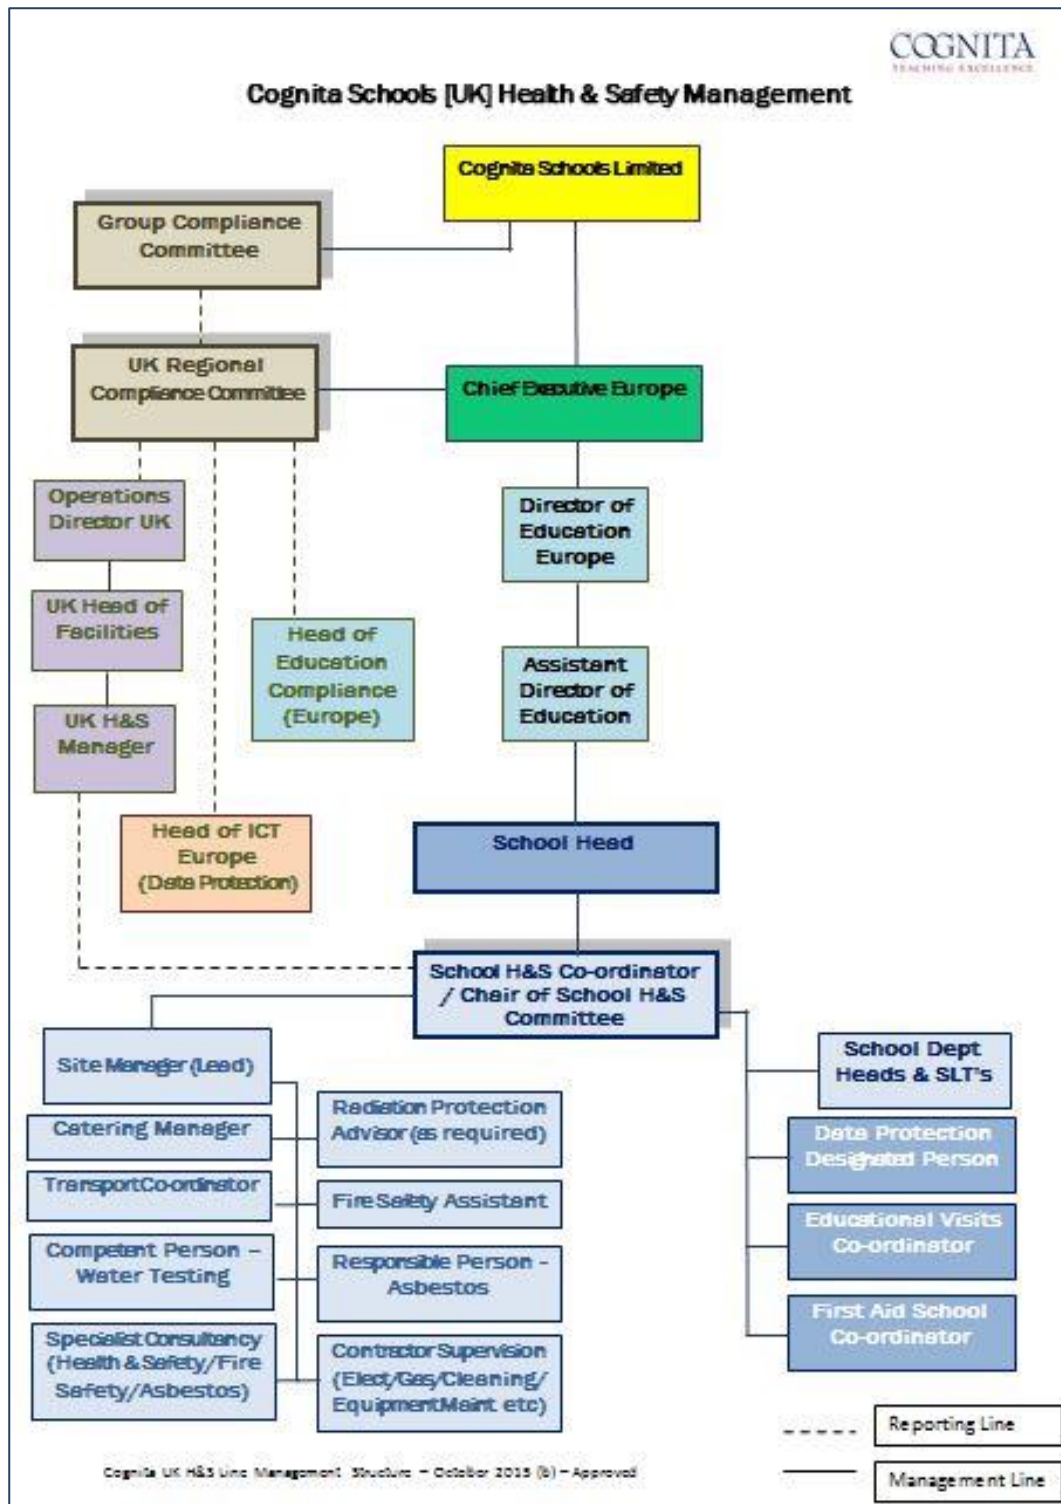 COGNITA
TEACHING EXCELLENCE
Cognita Schools [UK] Health & Safety Management
Cognita Schools Limited
Group Compliance
Committee
UK Regional
Compliance Committee
Chief Executive Europe
Operations
Director UK
Director of
Education
Europe
UK Head of
Facilities
Head of
Education
Compliance
(Europe)
Assistant
Director of
Education
UK H&S
Manager
Head of ICT
Europe
(Data Protection)
School Head
School H&S Co-ordinator
/ Chair of School H&S
Committee
Site Manager (Lead)
School Dept
Heads & SLT's
Catering Manager
Radiation Protection
Advisor (as required)
Data Protection
Designated Person
Transport Co-ordinator
Fire Safety Assistant
Educational Visits
Co-ordinator
Competent Person –
Water Testing
Responsible Person –
Asbestos
First Aid School
Co-ordinator
Specialist Consultancy
(Health & Safety/Fire
Safety/Asbestos)
Contractor Supervision
(Elect/Gas/Cleaning/
Equipment Maint. etc)
Reporting Line
Management Line
Cognita UK H&S Line Management Structure – October 2015 (b) – Approved